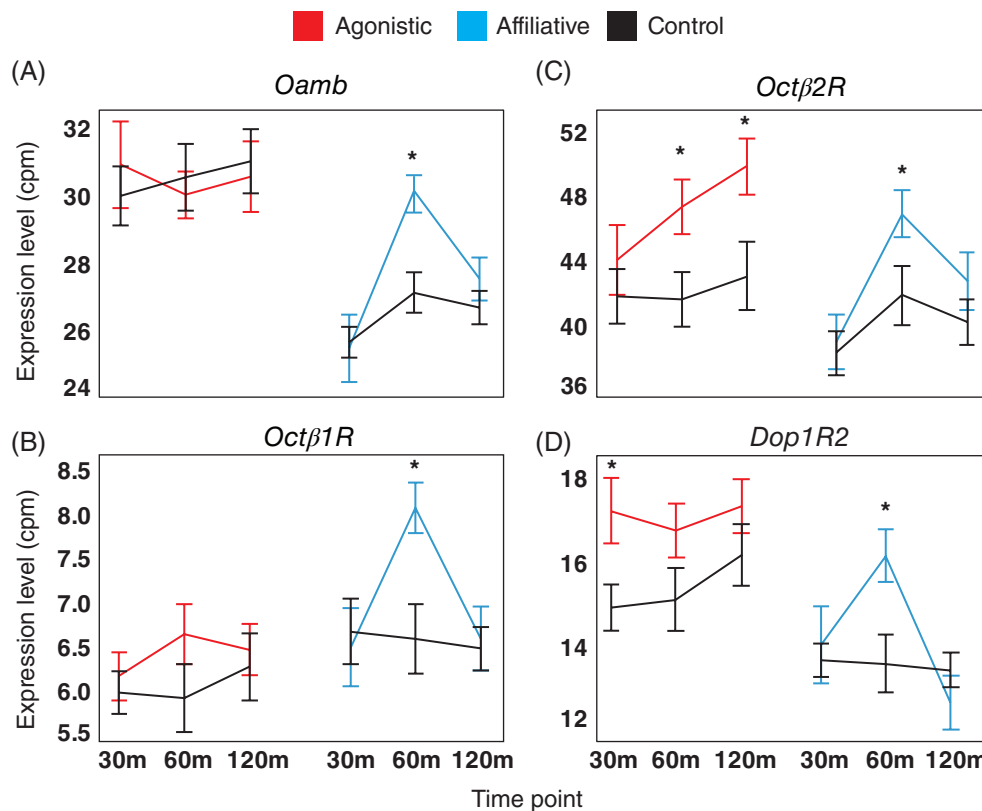 Agonistic Affiliative Control
(A) Oamb
Expression level (cpm)
32
30
28
26
24
*
(C) Octβ2R
52
48
44
40
36
* * *
(B) Octβ1R
Expression level (cpm)
8.5
8.0
7.5
7.0
6.5
6.0
5.5
*
30m 60m 120m 30m 60m 120m
(D) Dop1R2
18
16
14
12
* *
30m 60m 120m 30m 60m 120m
Time point